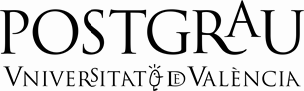 POSTGRAU
VNIVERSITAT DE VALÈNCIA